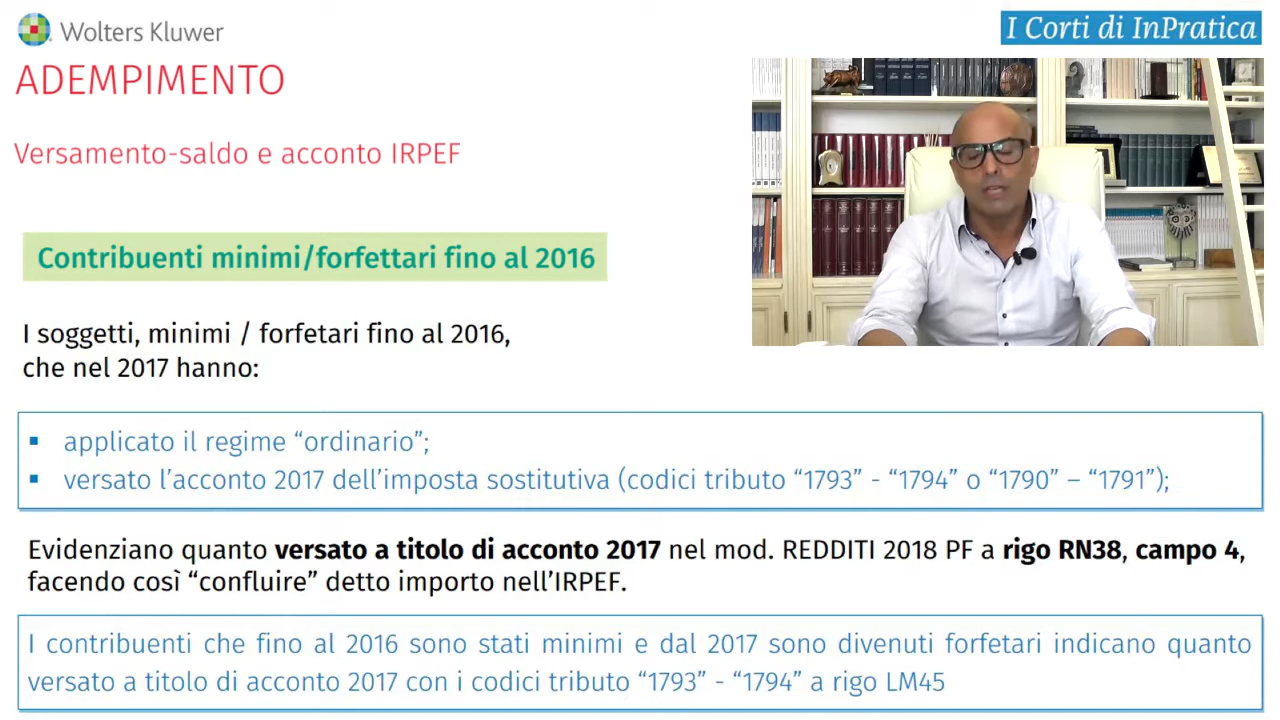 Wolters Kluwer
I Corti di InPratica
ADEMPIMENTO
Versamento-saldo e acconto IRPEF
Contribuenti minimi/forfettari fino al 2016
I soggetti, minimi / forfetari fino al 2016,
che nel 2017 hanno:
▪ applicato il regime “ordinario”;
▪ versato l’acconto 2017 dell’imposta sostitutiva (codici tributo “1793” - “1794” o “1790” – “1791”);
Evidenziano quanto versato a titolo di acconto 2017 nel mod. REDDITI 2018 PF a rigo RN38, campo 4,
facendo così “confluire” detto importo nell’IRPEF.
I contribuenti che fino al 2016 sono stati minimi e dal 2017 sono divenuti forfetari indicano quanto
versato a titolo di acconto 2017 con i codici tributo “1793” - “1794” a rigo LM45